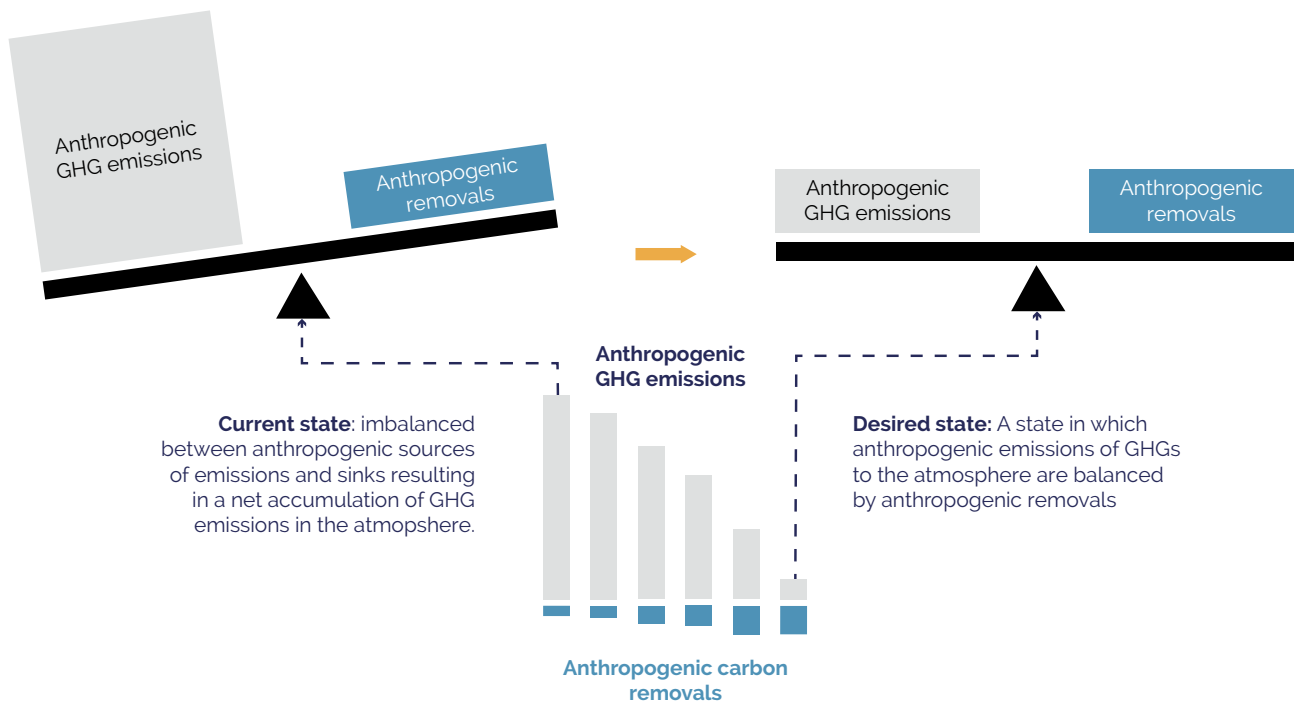 Anthropogenic
GHG emissions
Anthropogenic
removals
Anthropogenic
GHG emissions
Anthropogenic
removals
Anthropogenic
GHG emissions
Current state: imbalanced
between anthropogenic sources
of emissions and sinks resulting
in a net accumulation of GHG
emissions in the atmopshere.
Desired state: A state in which
anthropogenic emissions of GHGs
to the atmosphere are balanced
by anthropogenic removals
Anthropogenic carbon
removals